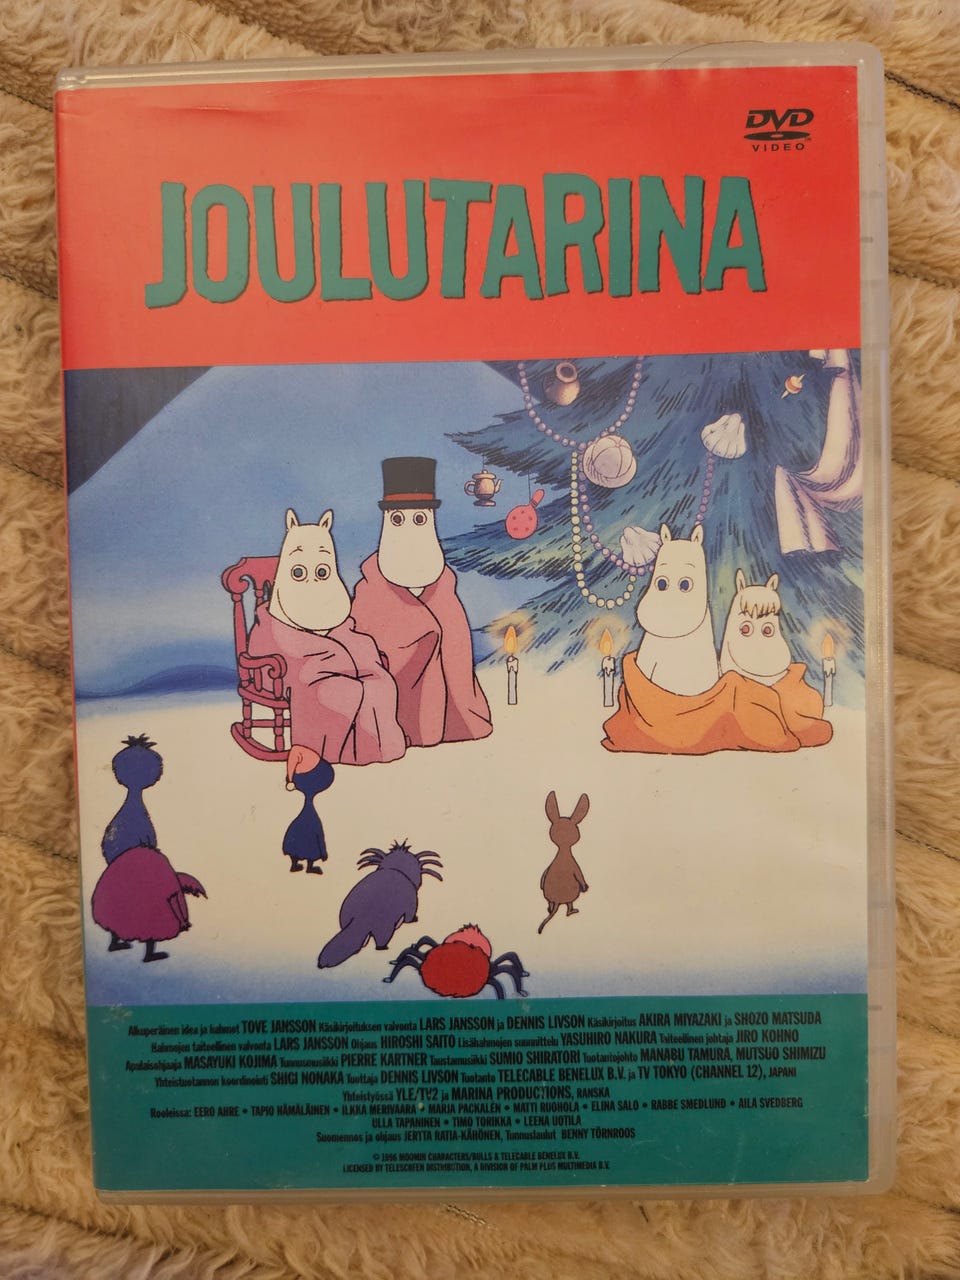 DVD
VIDEO
JOULUTARINA
Alkuperäinen idea ja hahmot TOVE JANSSON Käsikirjoituksen valvonta LARS JANSSON ja DENNIS LIVSON Käsikirjoitus AKIRA MIYAZAKI ja SHOZO MATSUDA
Hahmojen taiteellinen valvonta LARS JANSSON Ohjaus HIROSHI SAITO Lisähahmojen suunnittelu YASUHIRO NAKURA Taiteellinen johtaja JIRO KOHNO
Apulaisohjaaja MASAYUKI KOJIMA Tunnusmusiikki PIERRE KARTNER Taustamusiikki SUMIO SHIRATORI Tuotantojohto MANABU TAMURA, MUTSUO SHIMIZU
Yhteistuotannon koordinointi SHIGI NONAKA Tuottaja DENNIS LIVSON Tuotanto TELECABLE BENELUX B.V. ja TV TOKYO (CHANNEL 12), JAPANI
Yhteistyössä YLE/TV2 ja MARINA PRODUCTIONS, RANSKA
Rooleissa: EERO AHRE • TAPIO HÄMÄLÄINEN • ILKKA MERIVAARA • MARJA PACKALÉN • MATTI RUOHOLA • ELINA SALO • RABBE SMEDLUND • AILA SVEDBERG
ULLA TAPANINEN • TIMO TORIKKA • LEENA UOTILA
Suomennos ja ohjaus JERTTA RATIA-KÄHÖNEN, Tunnuslaulut BENNY TÖRNROOS
© 1996 MOOMIN CHARACTERS/BULLS & TELECABLE BENELUX B.V.
LICENSED BY TELESCREEN DISTRIBUTION, A DIVISION OF PALM PLUS MULTIMEDIA B.V.